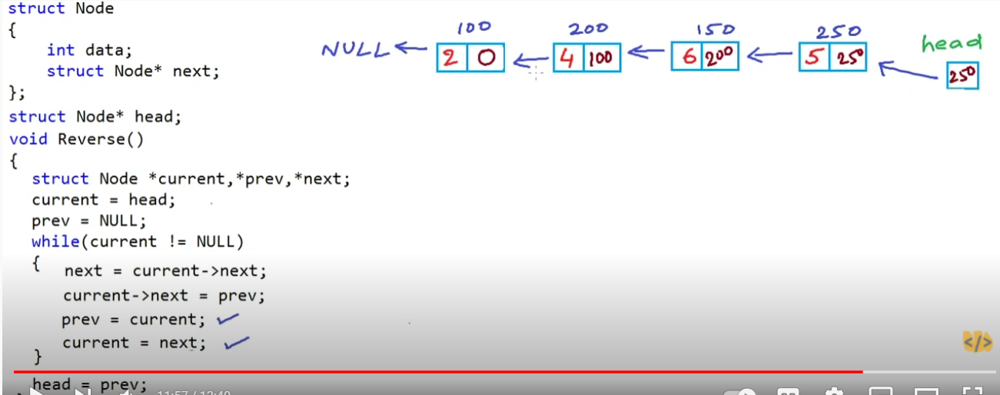 struct Node
{
int data;
struct Node* next;
};
struct Node* head;
void Reverse()
{
struct Node *current,*prev,*next;
current = head;
prev = NULL;
while(current != NULL)
{
next = current->next;
current->next = prev;
prev = current;
current = next;
}
head = prev;
100 200 150 250
head
NULL 2 0 4 100 6 200 5 250
250
</>
11:57 / 13:49